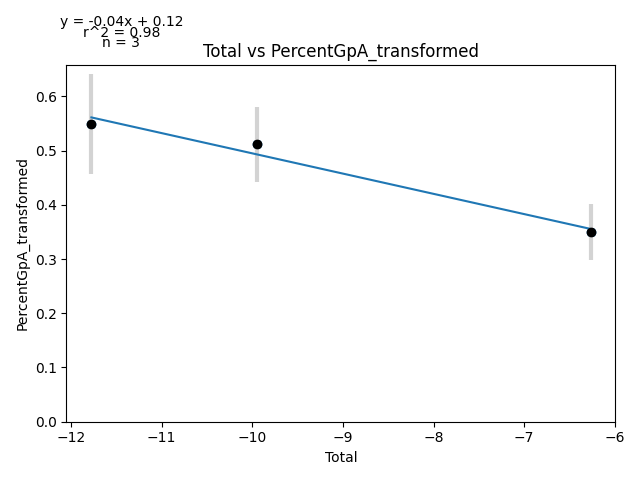 y = -0.04x + 0.12
r^2 = 0.98
n = 3
Total vs PercentGpA_transformed
PercentGpA_transformed
0.6
0.5
0.4
0.3
0.2
0.1
0.0
−12
−11
−10
−9
−8
−7
−6
Total